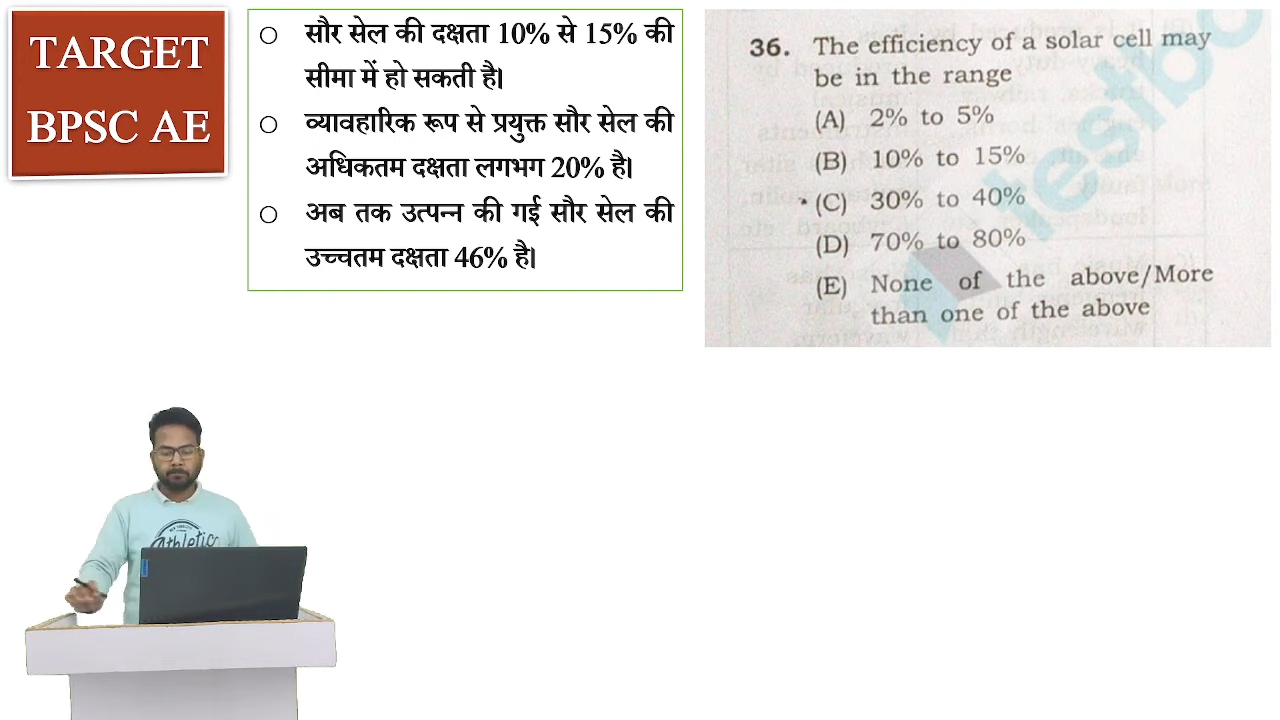 TARGET
BPSC AE
○ सौर सेल की दक्षता 10% से 15% की
सीमा में हो सकती है।
○ व्यावहारिक रूप से प्रयुक्त सौर सेल की
अधिकतम दक्षता लगभग 20% है।
○ अब तक उत्पन्न की गई सौर सेल की
उच्चतम दक्षता 46% है।
36. The efficiency of a solar cell may
be in the range
(A) 2% to 5%
(B) 10% to 15%
(C) 30% to 40%
(D) 70% to 80%
(E) None of the above/More
than one of the above
Athletic